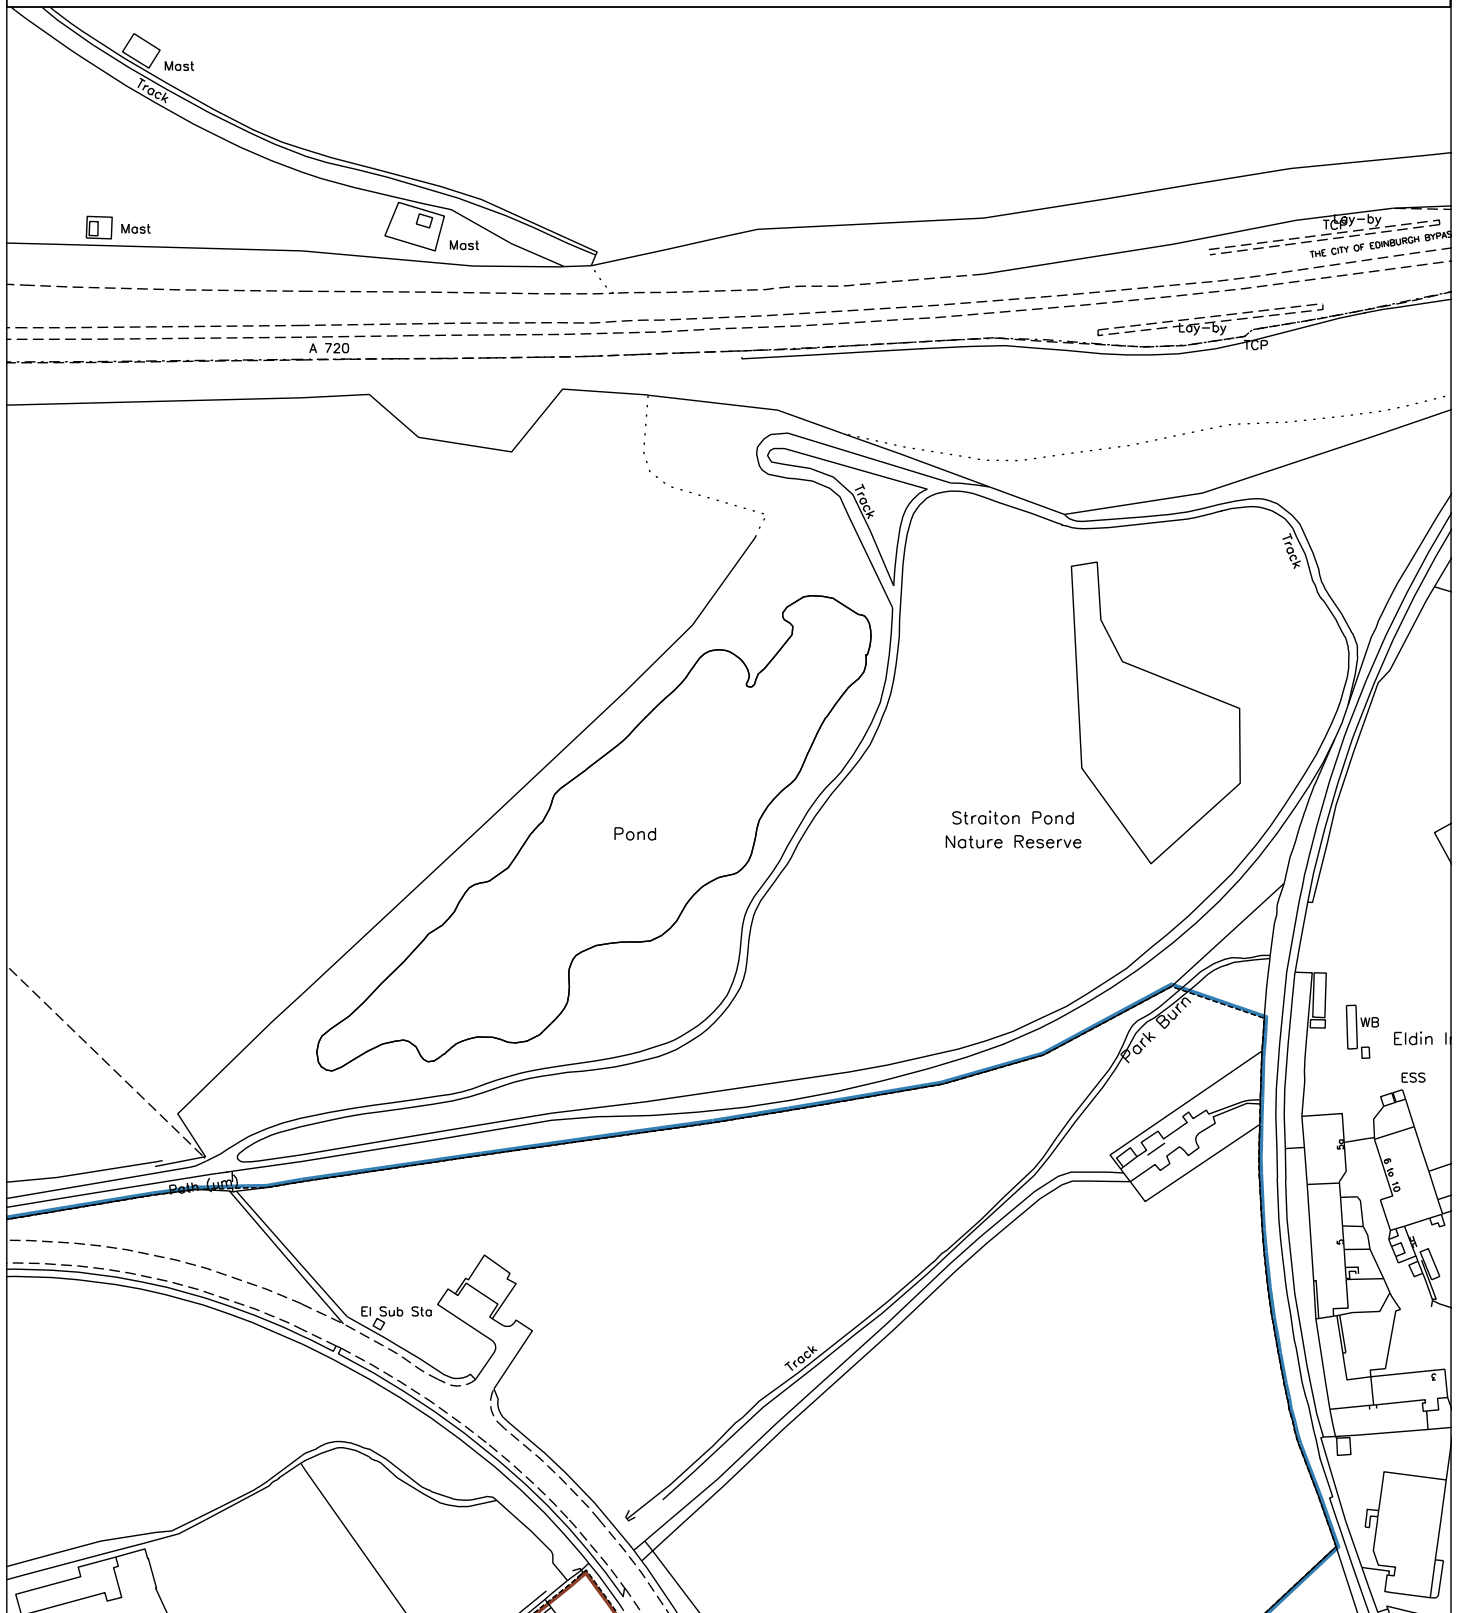 Mast
Track
Mast
Mast
Lay-by
TCP
THE CITY OF EDINBURGH BYPAS
Lay-by
TCP
A 720
Track
Track
Straiton Pond
Nature Reserve
Pond
Park Burn
WB
Eldin I
ESS
5a
6 to 10
Path (um)
5
El Sub Sta
Track
3